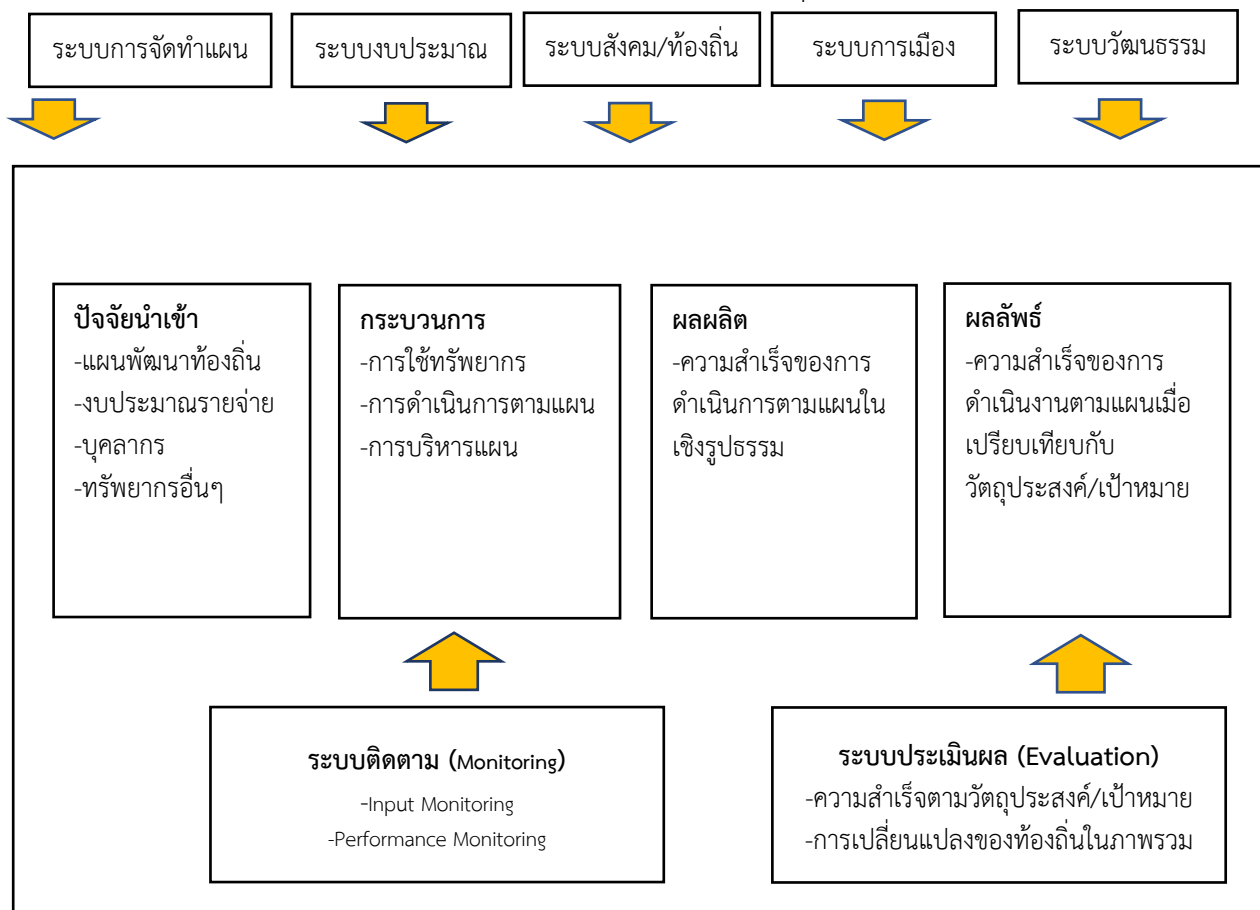 ระบบการจัดทำแผน
ระบบงบประมาณ
ระบบสังคม/ท้องถิ่น
ระบบการเมือง
ระบบวัฒนธรรม
ปัจจัยนำเข้า
-แผนพัฒนาท้องถิ่น
-งบประมาณรายจ่าย
-บุคลากร
-ทรัพยากรอื่นๆ
กระบวนการ
-การใช้ทรัพยากร
-การดำเนินการตามแผน
-การบริหารแผน
ผลผลิต
-ความสำเร็จของการ
ดำเนินการตามแผนใน
เชิงรูปธรรม
ผลลัพธ์
-ความสำเร็จของการ
ดำเนินงานตามแผนเมื่อ
เปรียบเทียบกับ
วัตถุประสงค์/เป้าหมาย
ระบบติดตาม (Monitoring)
-Input Monitoring
-Performance Monitoring
ระบบประเมินผล (Evaluation)
-ความสำเร็จตามวัตถุประสงค์/เป้าหมาย
-การเปลี่ยนแปลงของท้องถิ่นในภาพรวม